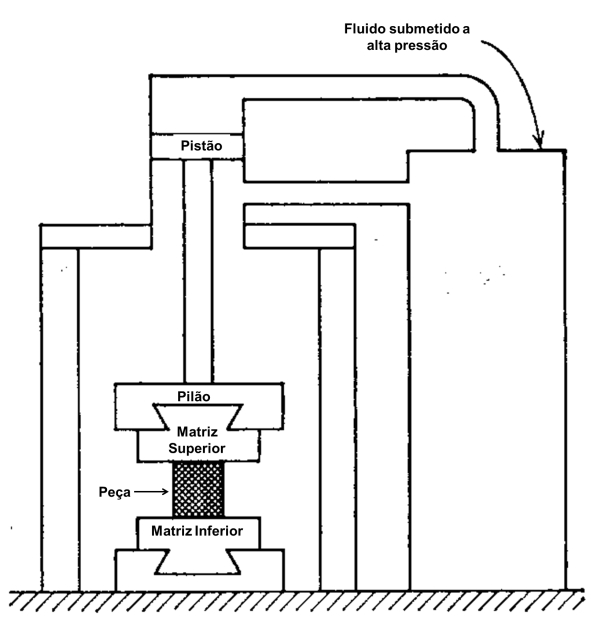 Fluido submetido a
alta pressão
Pistão
Pilão
Matriz
Superior
Peça
Matriz Inferior